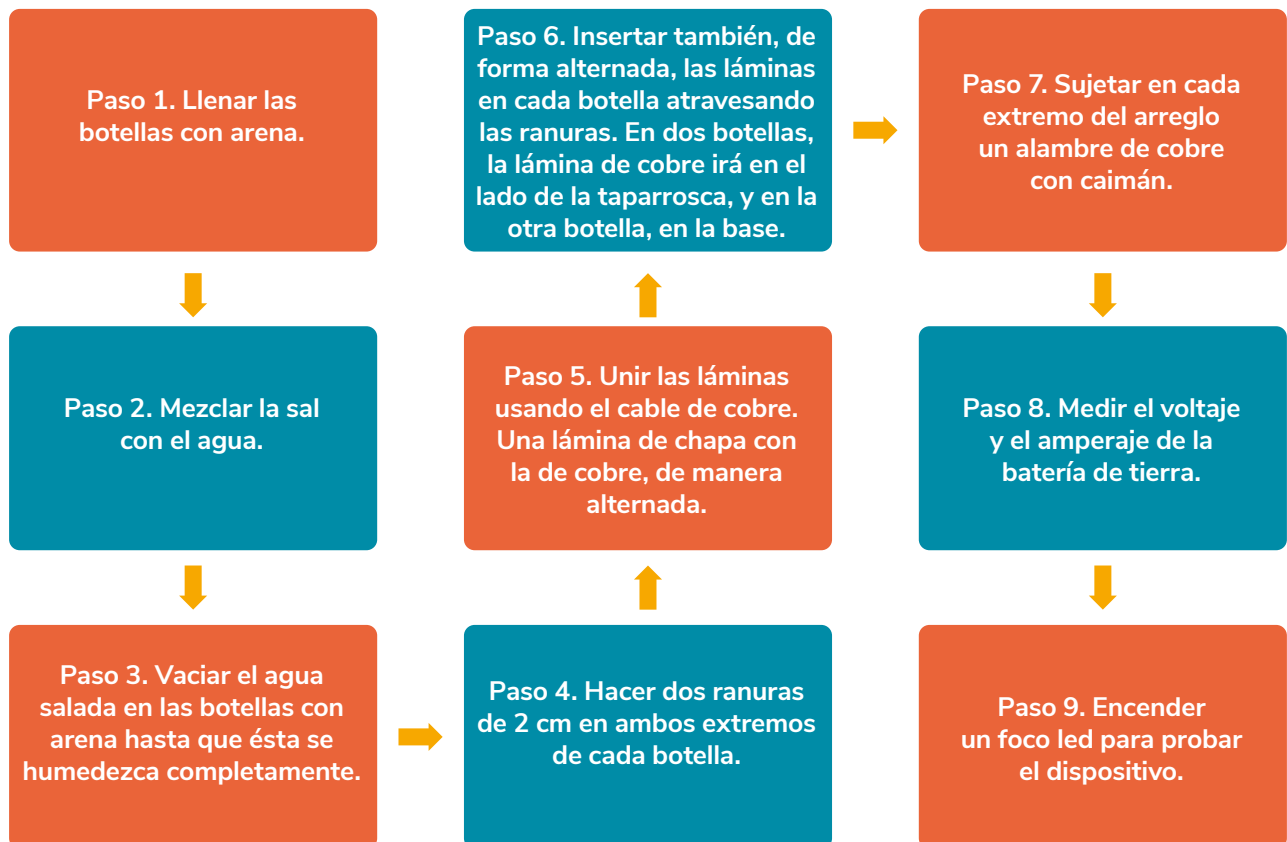 Paso 1. Llenar las
botellas con arena.
Paso 2. Mezclar la sal
con el agua.
Paso 3. Vaciar el agua
salada en las botellas con
arena hasta que ésta se
humedezca completamente.
Paso 4. Hacer dos ranuras
de 2 cm en ambos extremos
de cada botella.
Paso 5. Unir las láminas
usando el cable de cobre.
Una lámina de chapa con
la de cobre, de manera
alternada.
Paso 6. Insertar también, de
forma alternada, las láminas
en cada botella atravesando
las ranuras. En dos botellas,
la lámina de cobre irá en el
lado de la taparrosca, y en la
otra botella, en la base.
Paso 7. Sujetar en cada
extremo del arreglo
un alambre de cobre
con caimán.
Paso 8. Medir el voltaje
y el amperaje de la
batería de tierra.
Paso 9. Encender
un foco led para probar
el dispositivo.